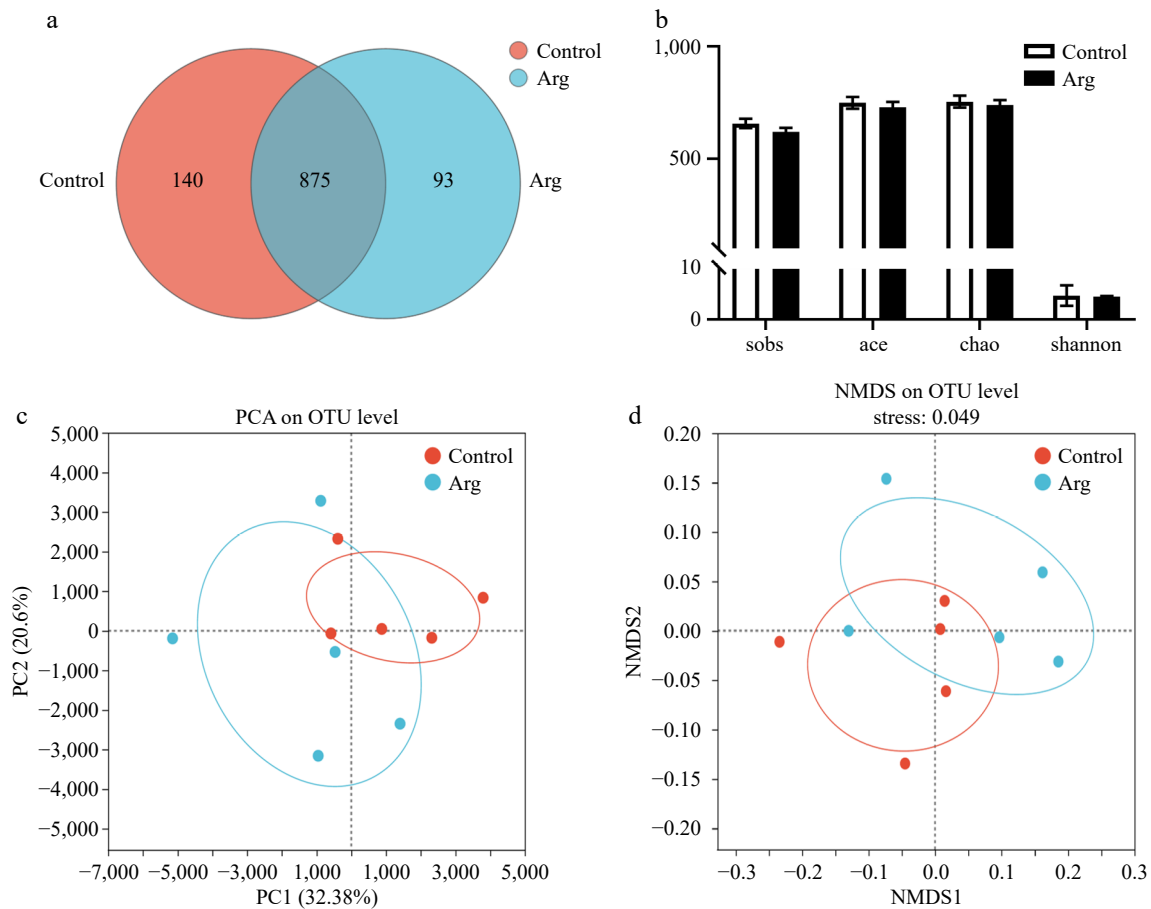 a
Control
Arg
Control
140
875
93
Arg
b
1,000
500
10
0
Control
Arg
sobs
ace
chao
shannon
c
PCA on OTU level
5,000
4,000
3,000
2,000
1,000
0
−1,000
−2,000
−3,000
−4,000
−5,000
PC2 (20.6%)
Control
Arg
−7,000
−5,000
−3,000
−1,000
1,000
3,000
5,000
PC1 (32.38%)
d
NMDS on OTU level
stress: 0.049
0.20
0.15
0.10
0.05
0.00
−0.05
−0.10
−0.15
−0.20
NMDS2
Control
Arg
−0.3
−0.2
−0.1
0.0
0.1
0.2
0.3
NMDS1